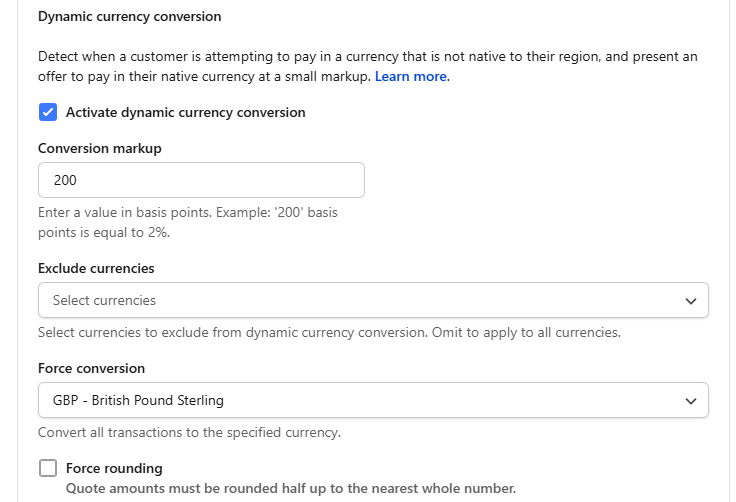 Dynamic currency conversion
Detect when a customer is attempting to pay in a currency that is not native to their region, and present an
offer to pay in their native currency at a small markup. Learn more.
Activate dynamic currency conversion
Conversion markup
200
Enter a value in basis points. Example: '200' basis
points is equal to 2%.
Exclude currencies
Select currencies
Select currencies to exclude from dynamic currency conversion. Omit to apply to all currencies.
Force conversion
GBP - British Pound Sterling
Convert all transactions to the specified currency.
Force rounding
Quote amounts must be rounded half up to the nearest whole number.